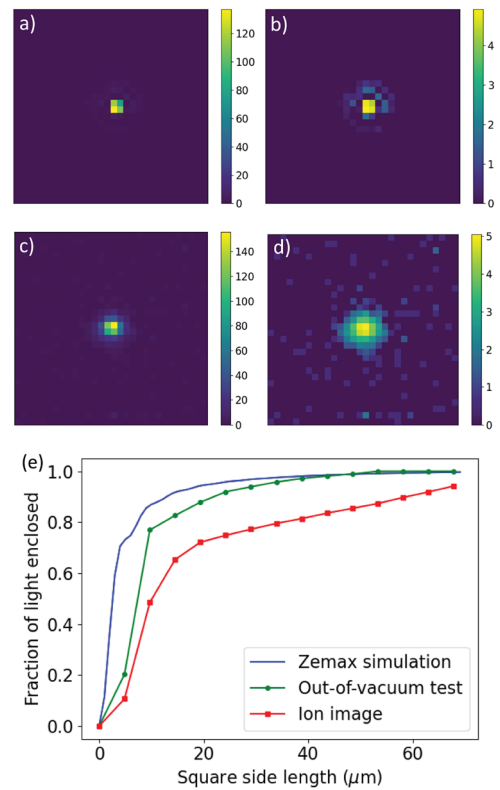 a)
120
100
80
60
40
20
0
b)
4
3
2
1
0
c)
140
120
100
80
60
40
20
0
d)
5
4
3
2
1
0
(e)
1.0
0.8
0.6
0.4
0.2
0.0
Fraction of light enclosed
Zemax simulation
Out-of-vacuum test
Ion image
0 20 40 60
Square side length (μm)